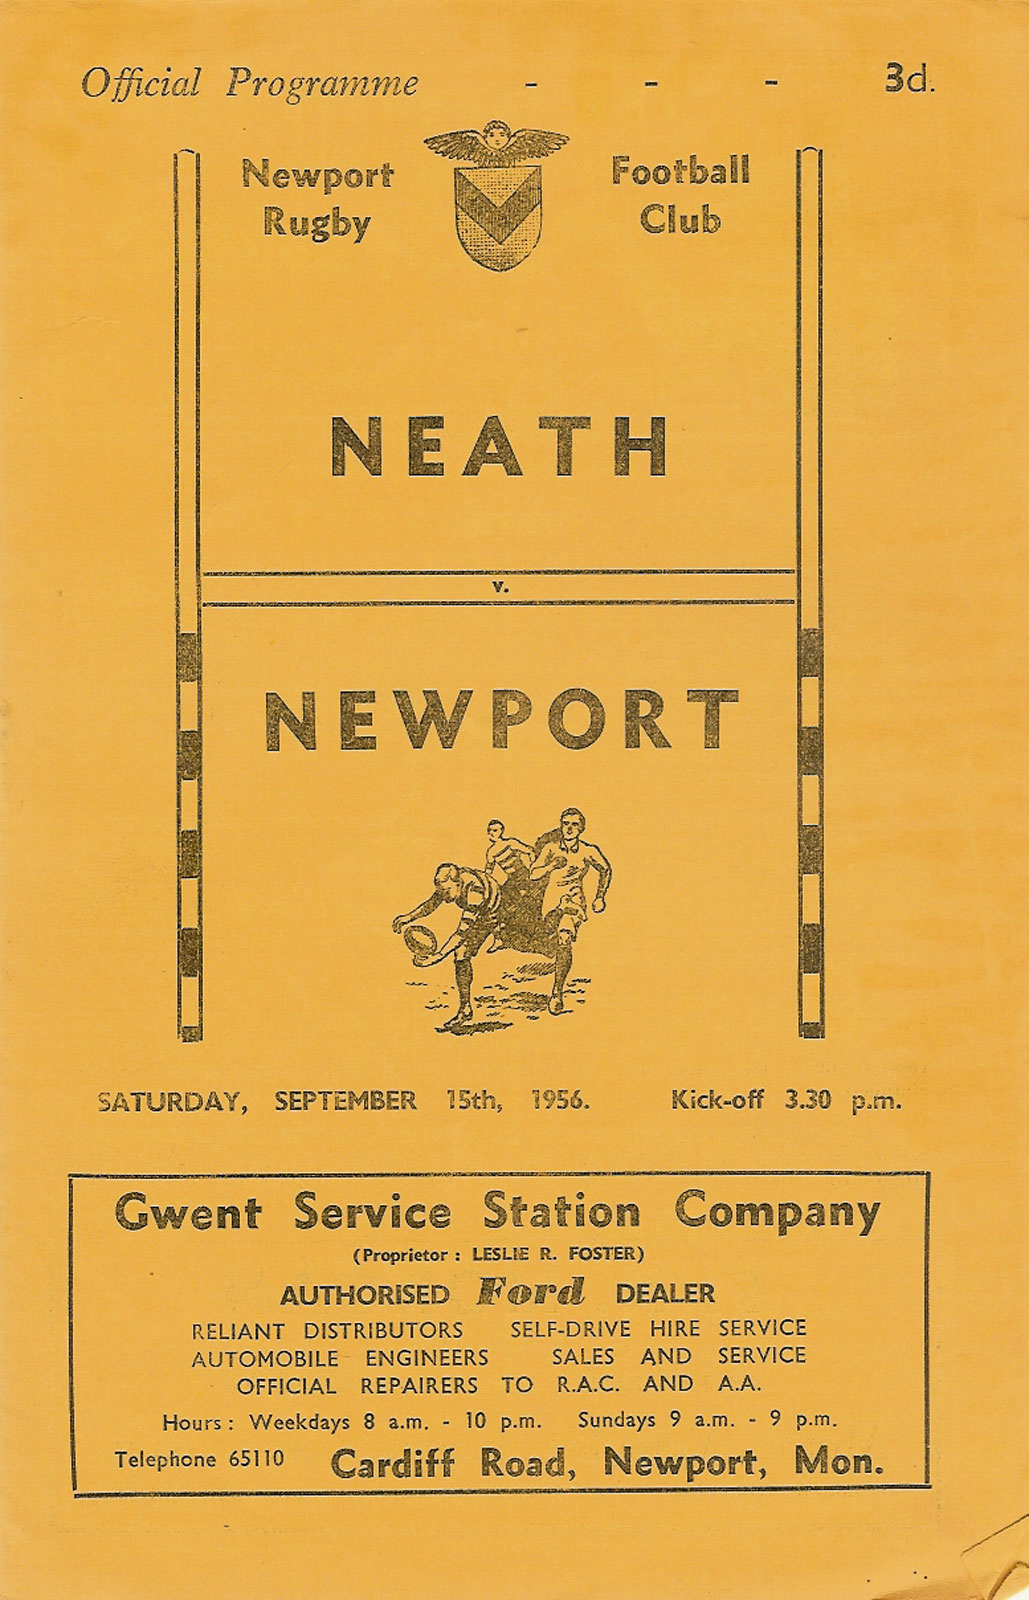 Official Programme - - - 3d.
Newport Rugby Football Club
NEATH
v.
NEWPORT
SATURDAY, SEPTEMBER 15th, 1956. Kick-off 3.30 p.m.
Gwent Service Station Company
(Proprietor : LESLIE R. FOSTER)
AUTHORISED Ford DEALER
RELIANT DISTRIBUTORS SELF-DRIVE HIRE SERVICE
AUTOMOBILE ENGINEERS SALES AND SERVICE
OFFICIAL REPAIRERS TO R.A.C. AND A.A.
Hours : Weekdays 8 a.m. - 10 p.m. Sundays 9 a.m. - 9 p.m.
Telephone 65110 Cardiff Road, Newport, Mon.